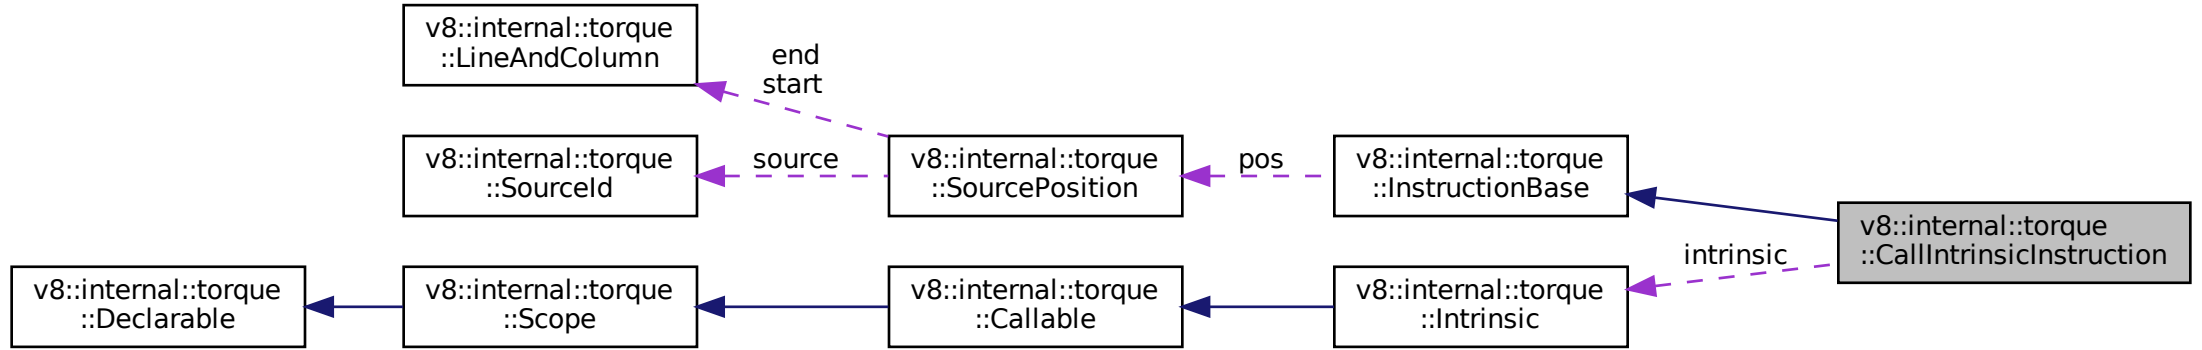 v8::internal::torque
::LineAndColumn
end
start
v8::internal::torque
::SourceId
source
v8::internal::torque
::SourcePosition
pos
v8::internal::torque
::InstructionBase
v8::internal::torque
::CallIntrinsicInstruction
intrinsic
v8::internal::torque
::Declarable
v8::internal::torque
::Scope
v8::internal::torque
::Callable
v8::internal::torque
::Intrinsic